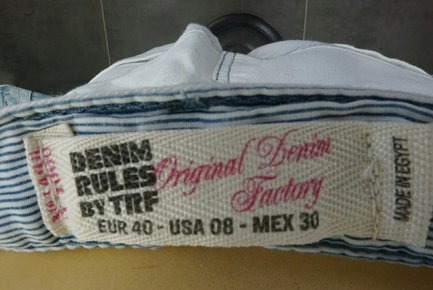 DENIM
RULES
BY TRF
Original Denim
Factory
EUR 40 - USA 08 - MEX 30
MADE IN EGYPT